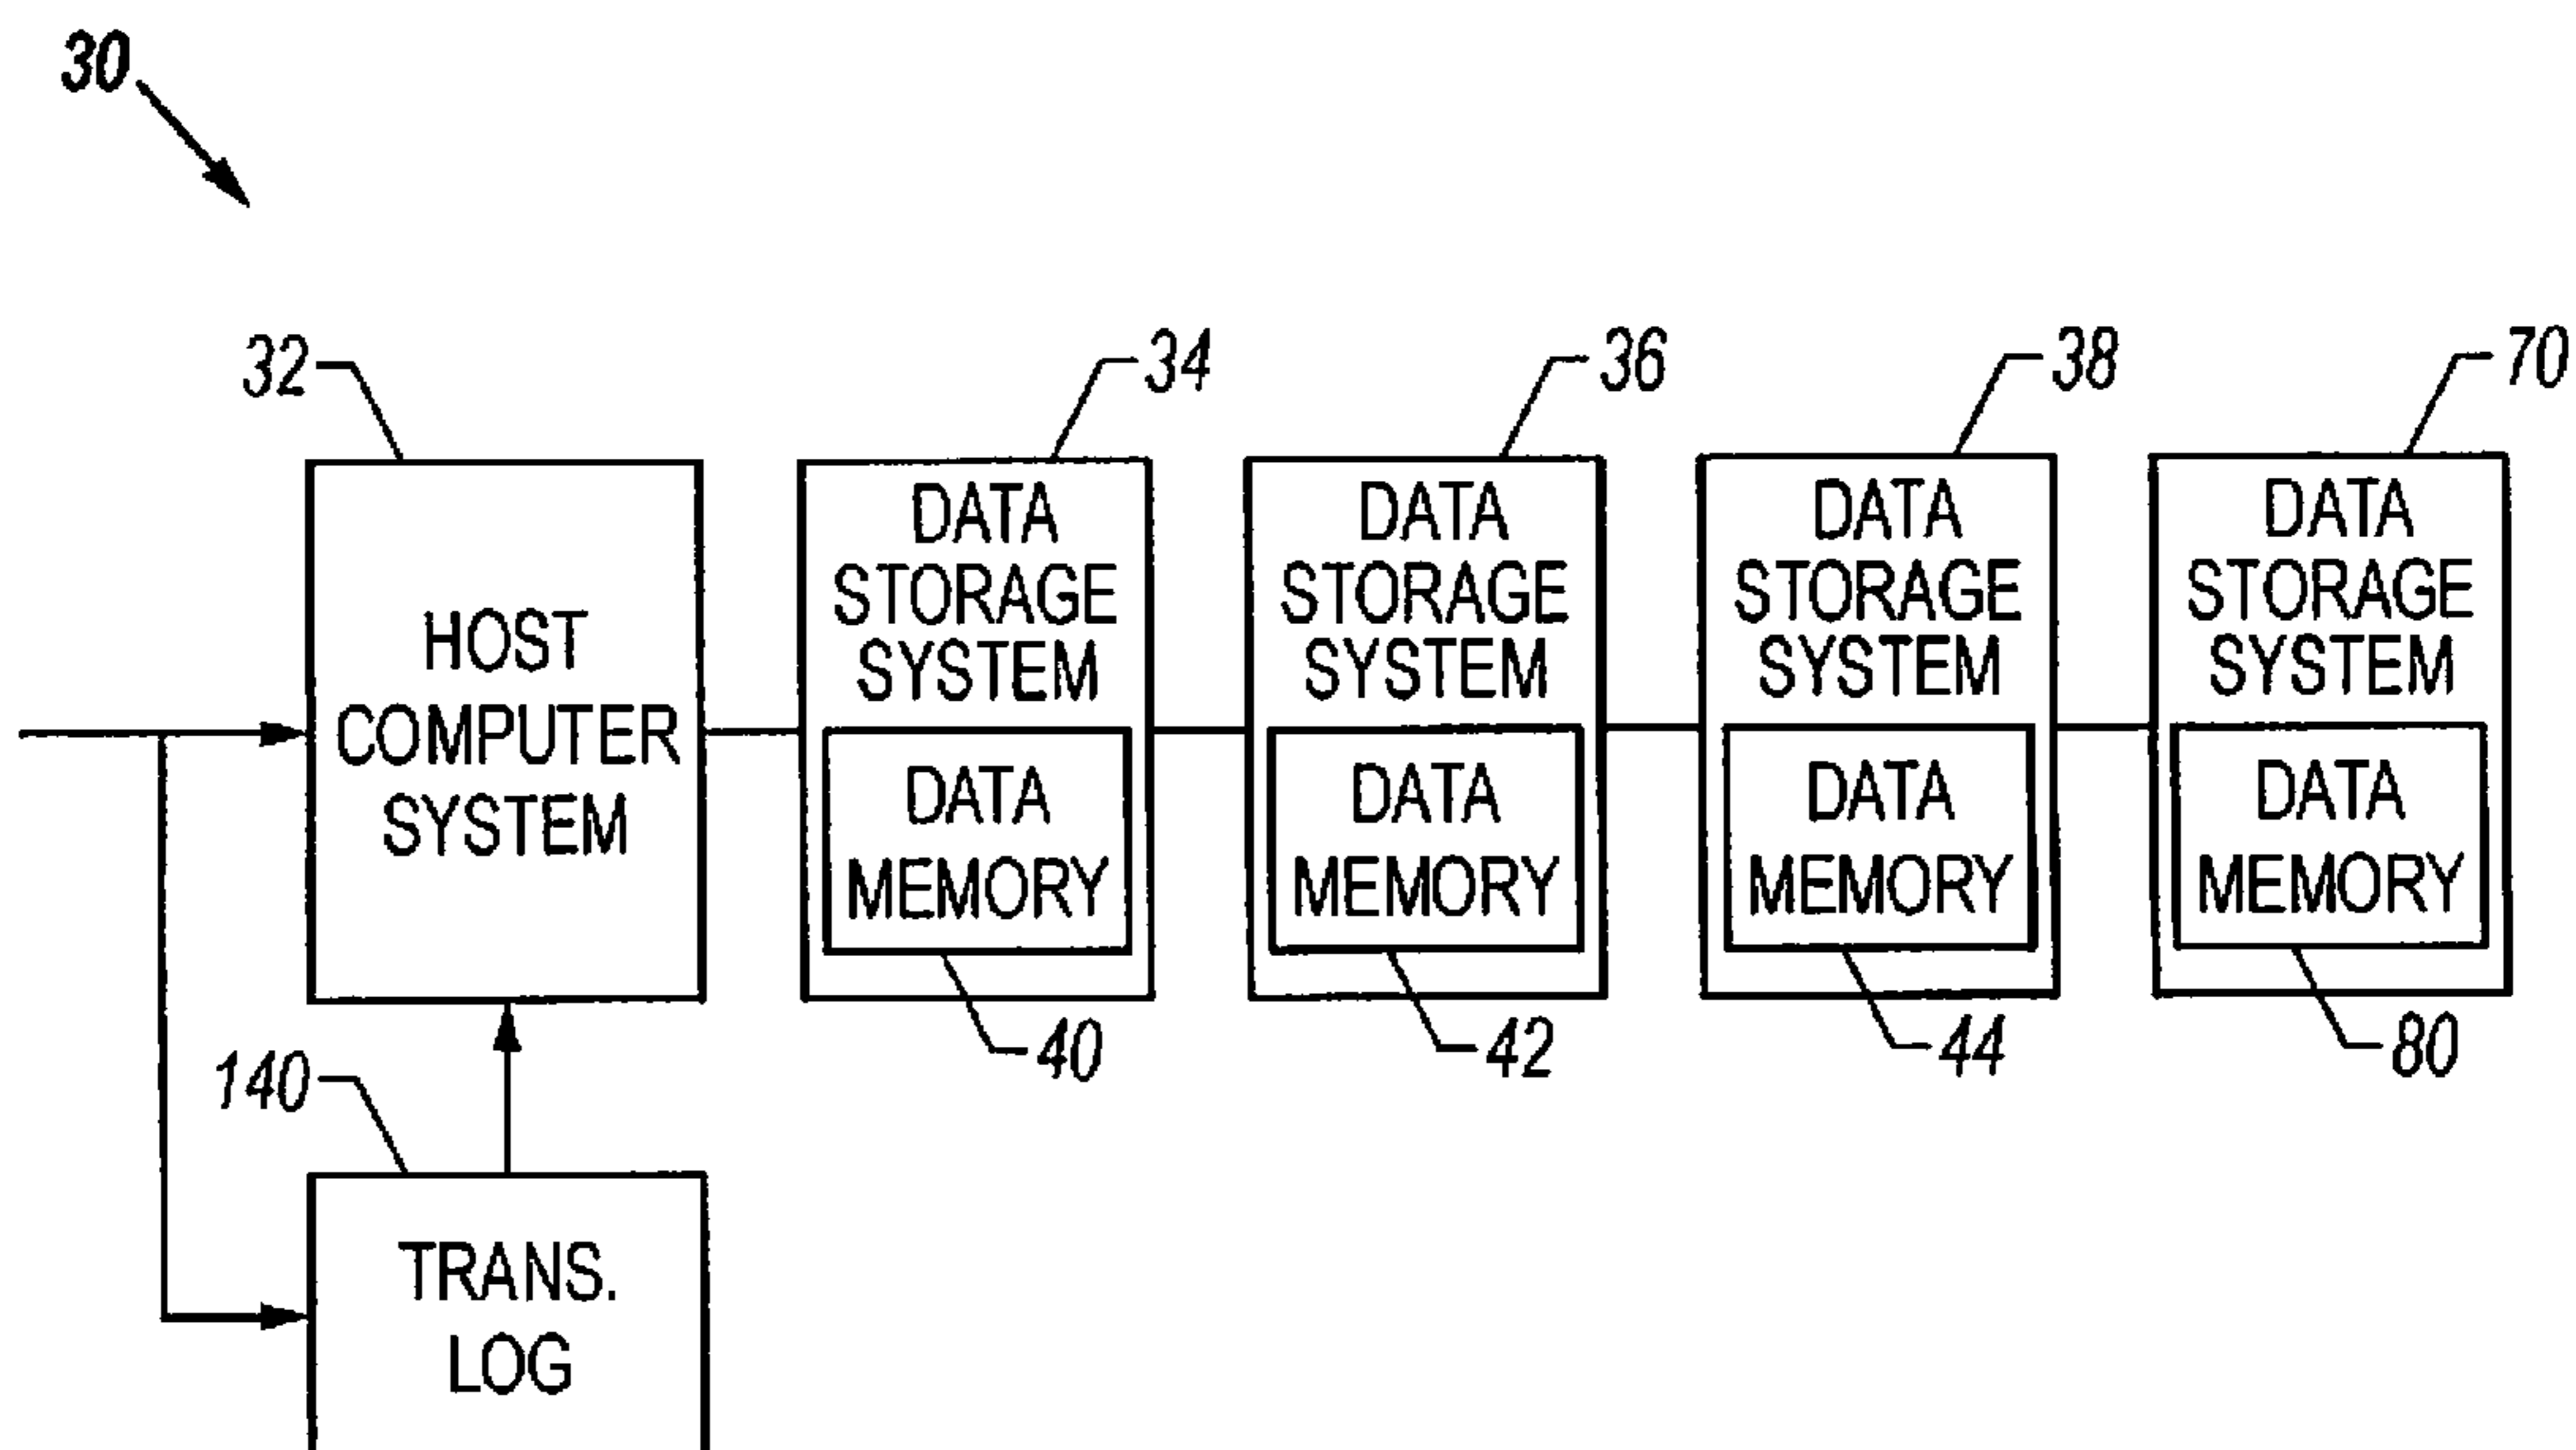 30
32
34
36
38
70
HOST
COMPUTER
SYSTEM
DATA
STORAGE
SYSTEM
DATA
MEMORY
DATA
STORAGE
SYSTEM
DATA
MEMORY
DATA
STORAGE
SYSTEM
DATA
MEMORY
DATA
STORAGE
SYSTEM
DATA
MEMORY
40
42
44
80
140
TRANS.
LOG